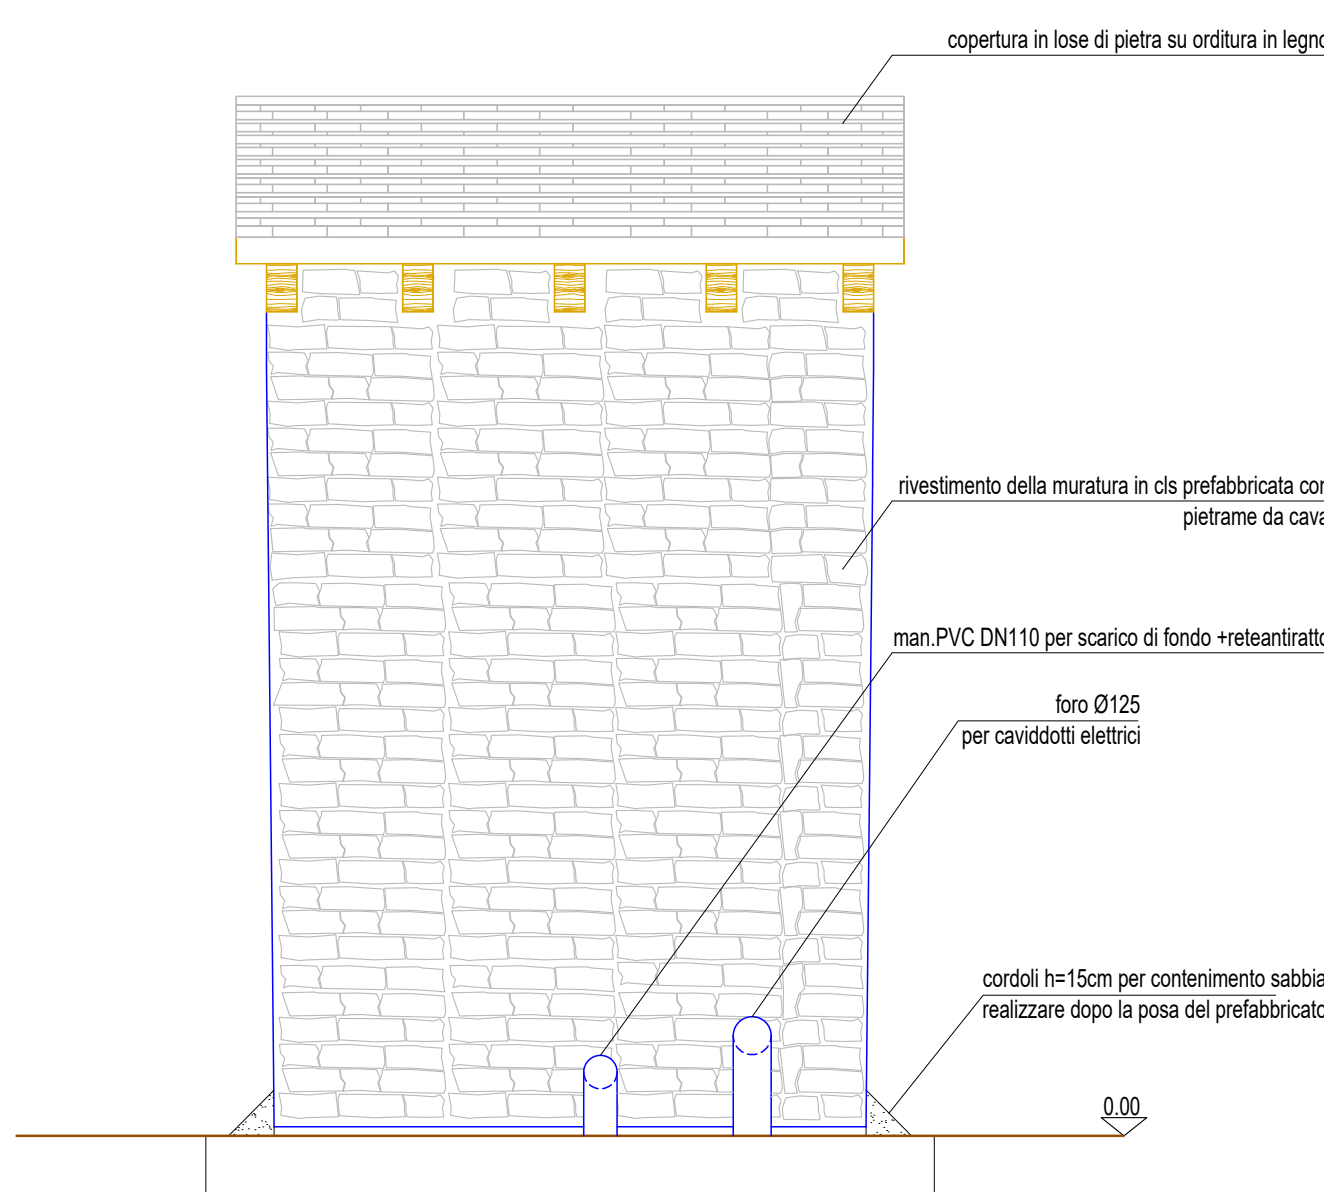 copertura in lose di pietra su orditura in legno
rivestimento della muratura in cls prefabbricata con
pietrame da cava
man.PVC DN110 per scarico di fondo +reteantiratto
foro Ø125
per caviddotti elettrici
cordoli h=15cm per contenimento sabbia
realizzare dopo la posa del prefabbricato
0.00